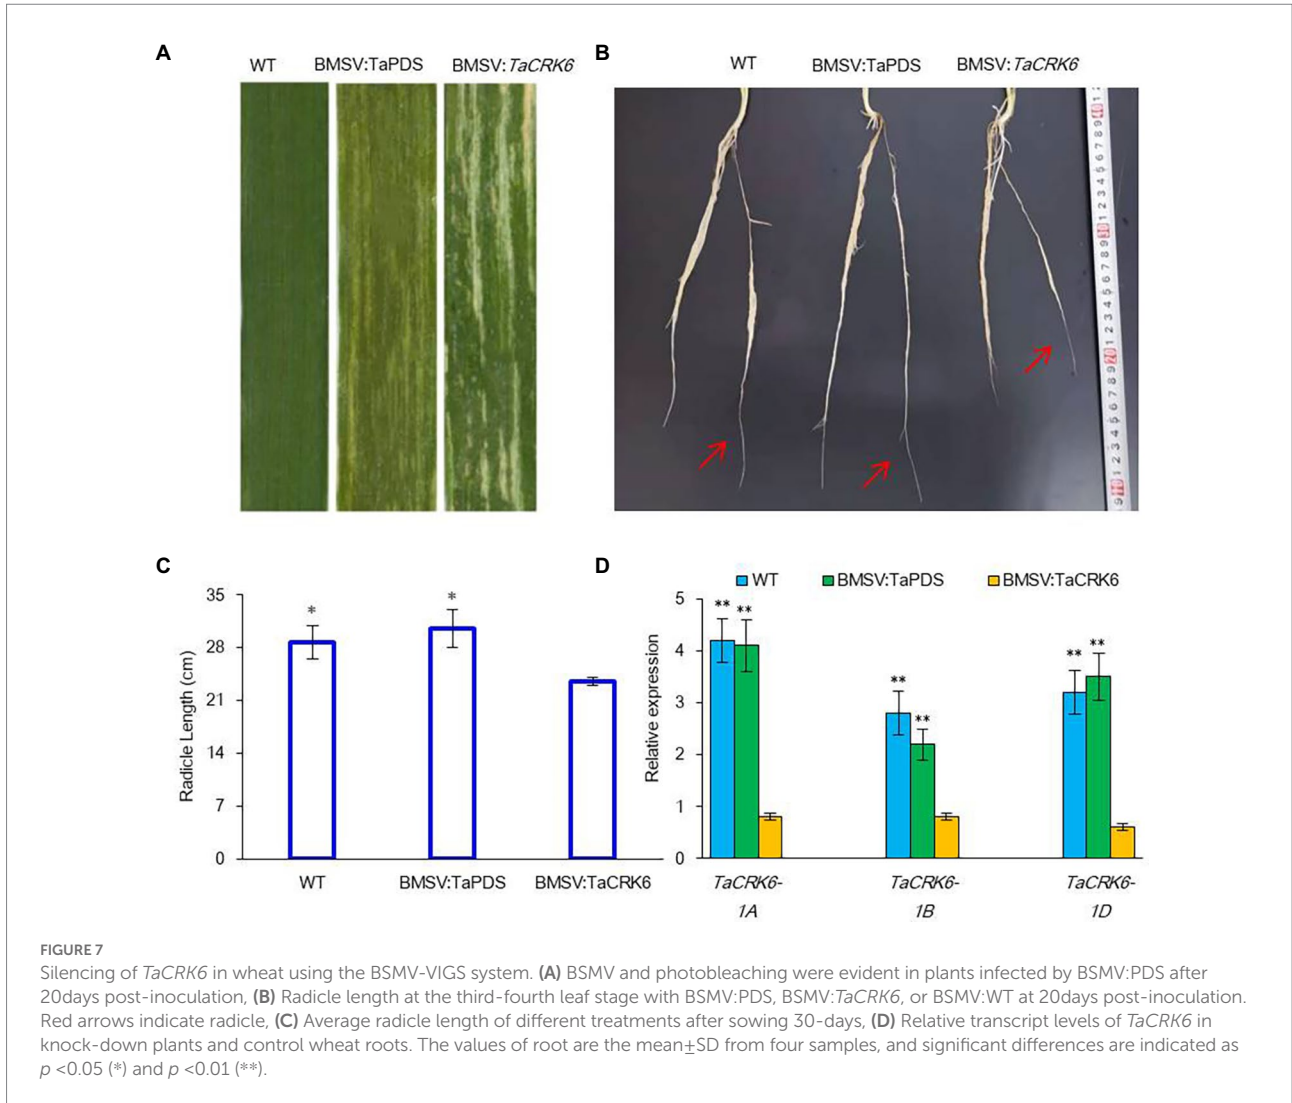 A
WT
BMSV:TaPDS
BMSV:TaCRK6
B
WT
BMSV:TaPDS
BMSV:TaCRK6
C
Radicle Length (cm)
35
28
21
14
7
0
*
*
WT
BMSV:TaPDS
BMSV:TaCRK6
D
WT
BMSV:TaPDS
BMSV:TaCRK6
Relative expression
5
4
3
2
1
0
**
**
**
**
**
**
TaCRK6-
1A
TaCRK6-
1B
TaCRK6-
1D
FIGURE 7
Silencing of TaCRK6 in wheat using the BSMV-VIGS system. (A) BSMV and photobleaching were evident in plants infected by BSMV:PDS after
20days post-inoculation, (B) Radicle length at the third-fourth leaf stage with BSMV:PDS, BSMV:TaCRK6, or BSMV:WT at 20days post-inoculation.
Red arrows indicate radicle, (C) Average radicle length of different treatments after sowing 30-days, (D) Relative transcript levels of TaCRK6 in
knock-down plants and control wheat roots. The values of root are the mean±SD from four samples, and significant differences are indicated as
p <0.05 (*) and p <0.01 (**).